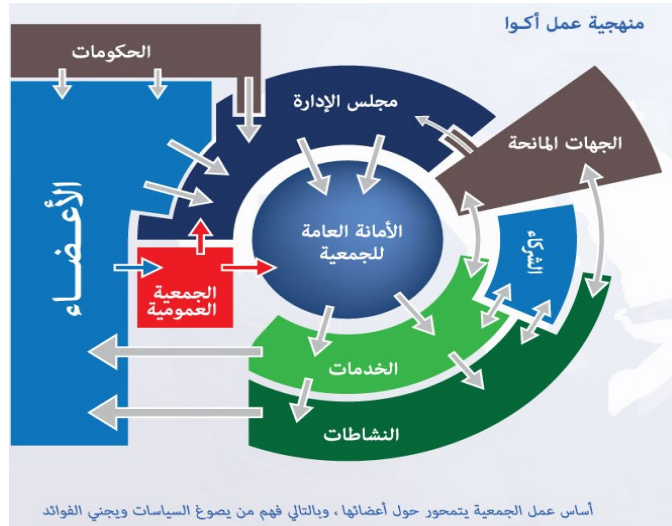 منهجية عمل أكوا
الحكومات
مجلس الإدارة
الجهات المانحة
الأعضاء
الأمانة العامة
للجمعية
الشركاء
الجمعية
العمومية
الخدمات
النشاطات
أساس عمل الجمعية يتمحور حول أعضائها ، وبالتالي فهم من يصوغ السياسات ويجني الفوائد